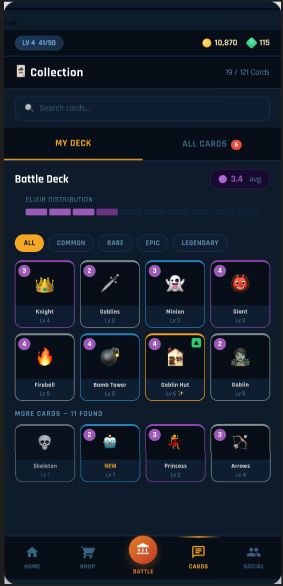 LV 4 41/50
10,870
115
Collection
19 / 121 Cards
Search cards...
MY DECK
ALL CARDS 6
Battle Deck
3.4 avg
ELIXIR DISTRIBUTION
ALL
COMMON
RARE
EPIC
LEGENDARY
3
2
3
4
Knight
Goblins
Minion
Giant
Lv 4
Lv 2
Lv 3
Lv 3
4
4
4
2
Fireball
Bomb Tower
Goblin Hut
Goblin
Lv 5
Lv 5
Lv 6
Lv 6
MORE CARDS — 11 FOUND
2
3
3
Skeleton
NEW
Princess
Arrows
Lv 1
Lv 1
Lv 2
Lv 4
HOME
SHOP
BATTLE
CARDS
SOCIAL